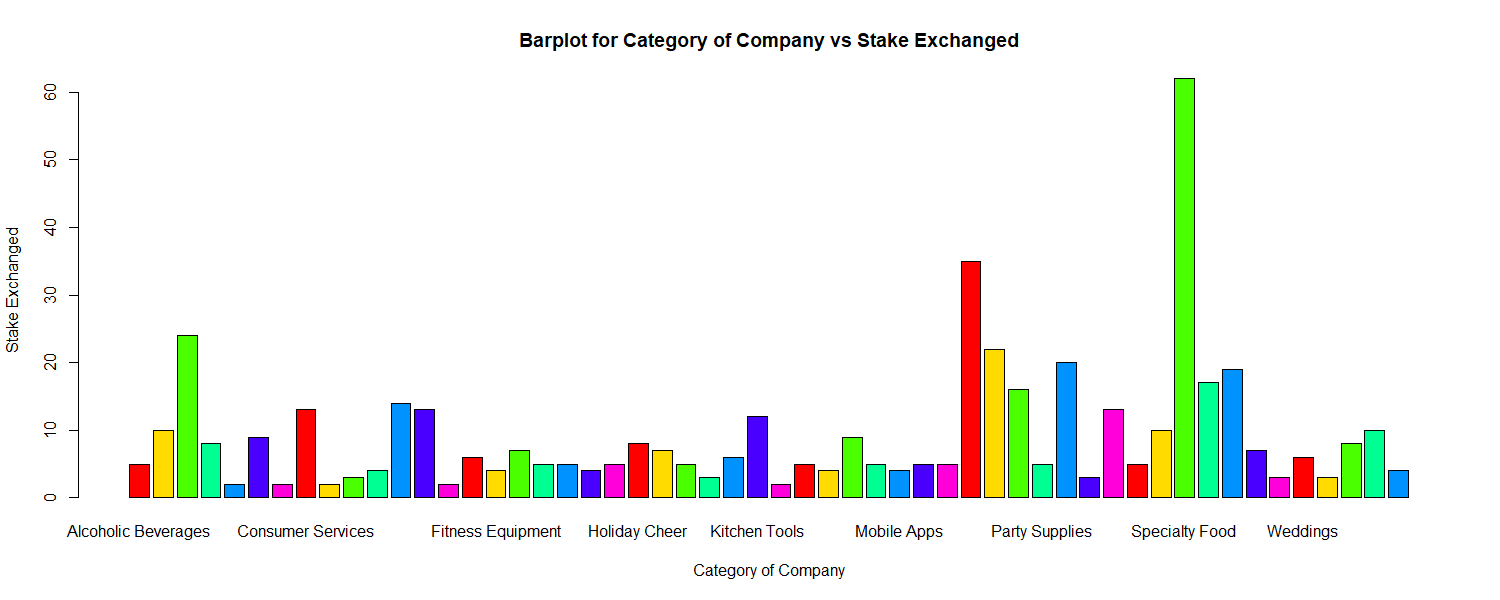 Barplot for Category of Company vs Stake Exchanged
Stake Exchanged
60
50
40
30
20
10
0
Alcoholic Beverages Consumer Services Fitness Equipment Holiday Cheer Kitchen Tools Mobile Apps Party Supplies Specialty Food Weddings
Category of Company